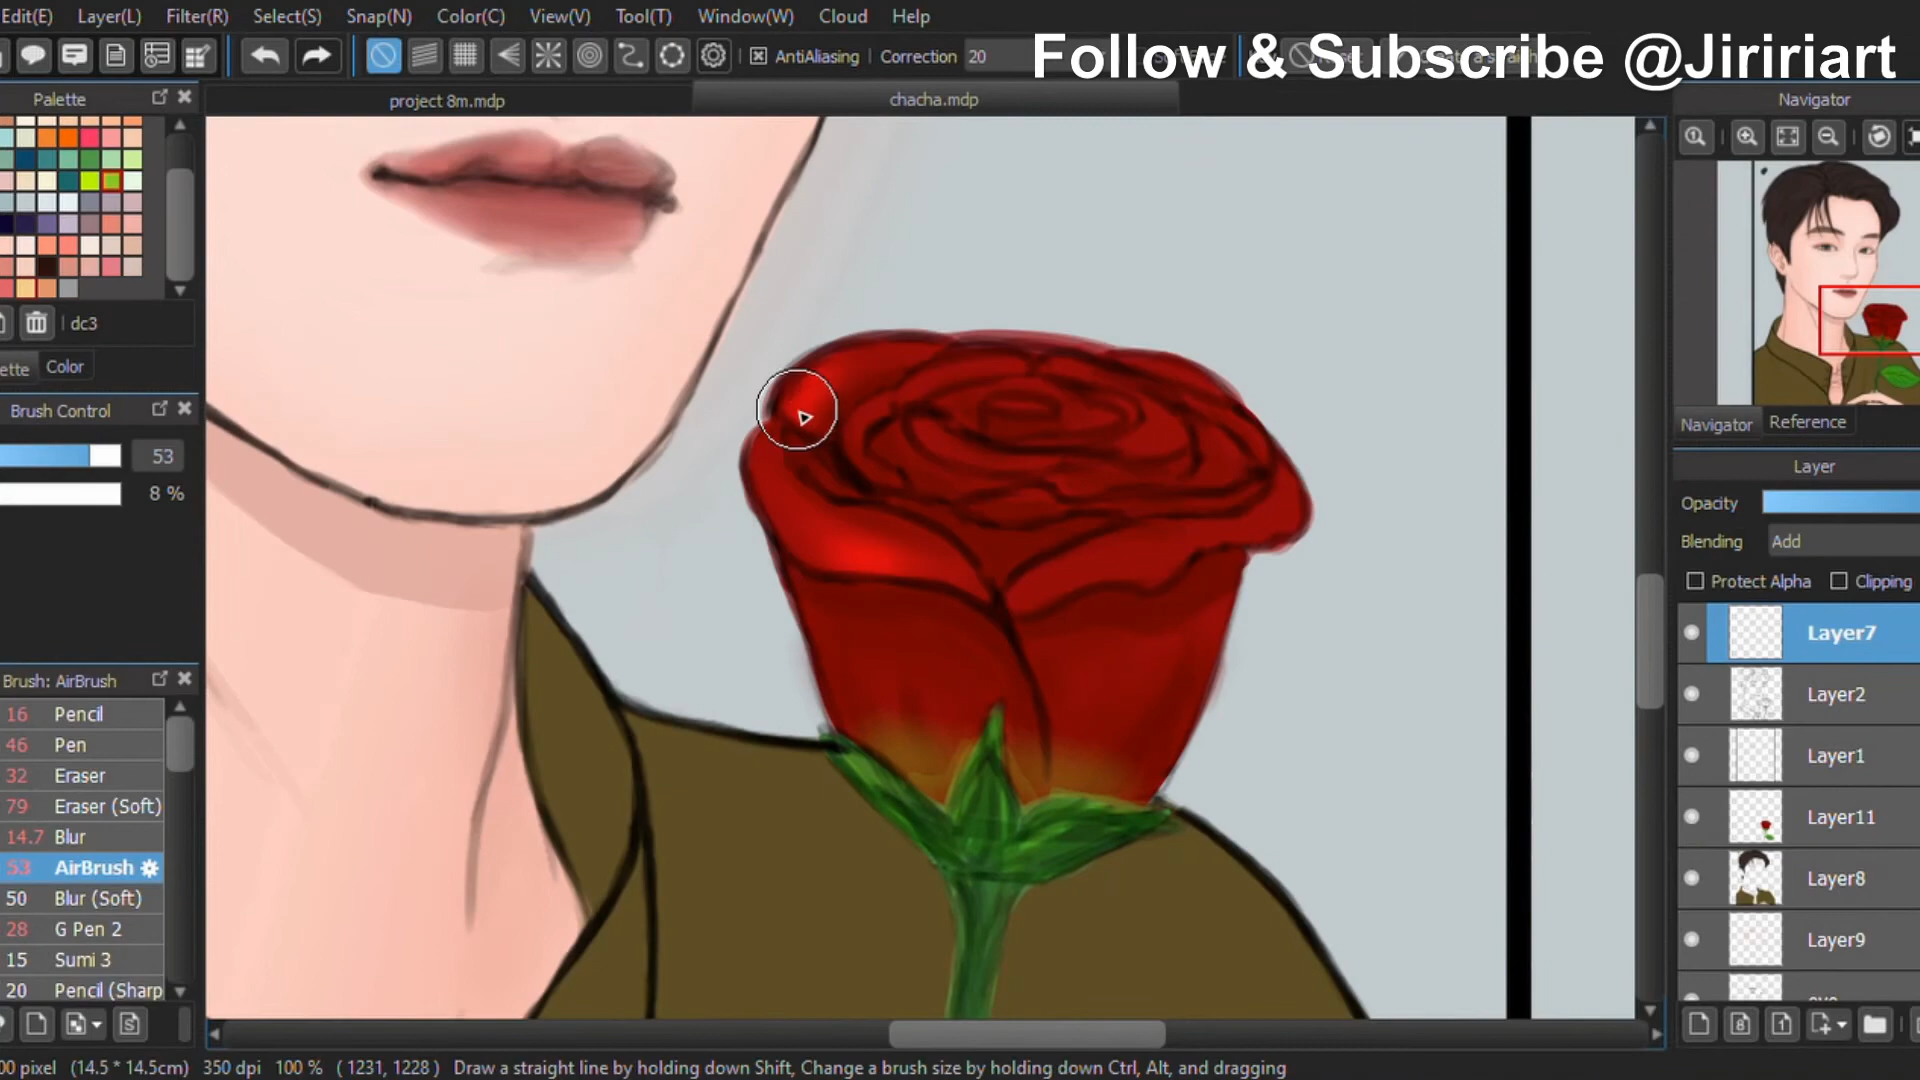 Edit(E) Layer(L) Filter(R) Select(S) Snap(N) Color(C) View(V) Tool(T) Window(W) Cloud Help
AntiAliasing Correction 20
Follow & Subscribe @Jiririart
Palette
project 8m.mdp
chacha.mdp
Navigator
dc3
Color
Brush Control
53
8 %
Navigator Reference
Layer
Opacity
Blending Add
Protect Alpha Clipping
Layer7
Layer2
Layer1
Layer11
Layer8
Layer9
Brush: AirBrush
16 Pencil
46 Pen
32 Eraser
79 Eraser (Soft)
14.7 Blur
53 AirBrush
50 Blur (Soft)
28 G Pen 2
15 Sumi 3
20 Pencil (Sharp
00 pixel (14.5 * 14.5cm) 350 dpi 100 % ( 1231, 1228 ) Draw a straight line by holding down Shift, Change a brush size by holding down Ctrl, Alt, and dragging